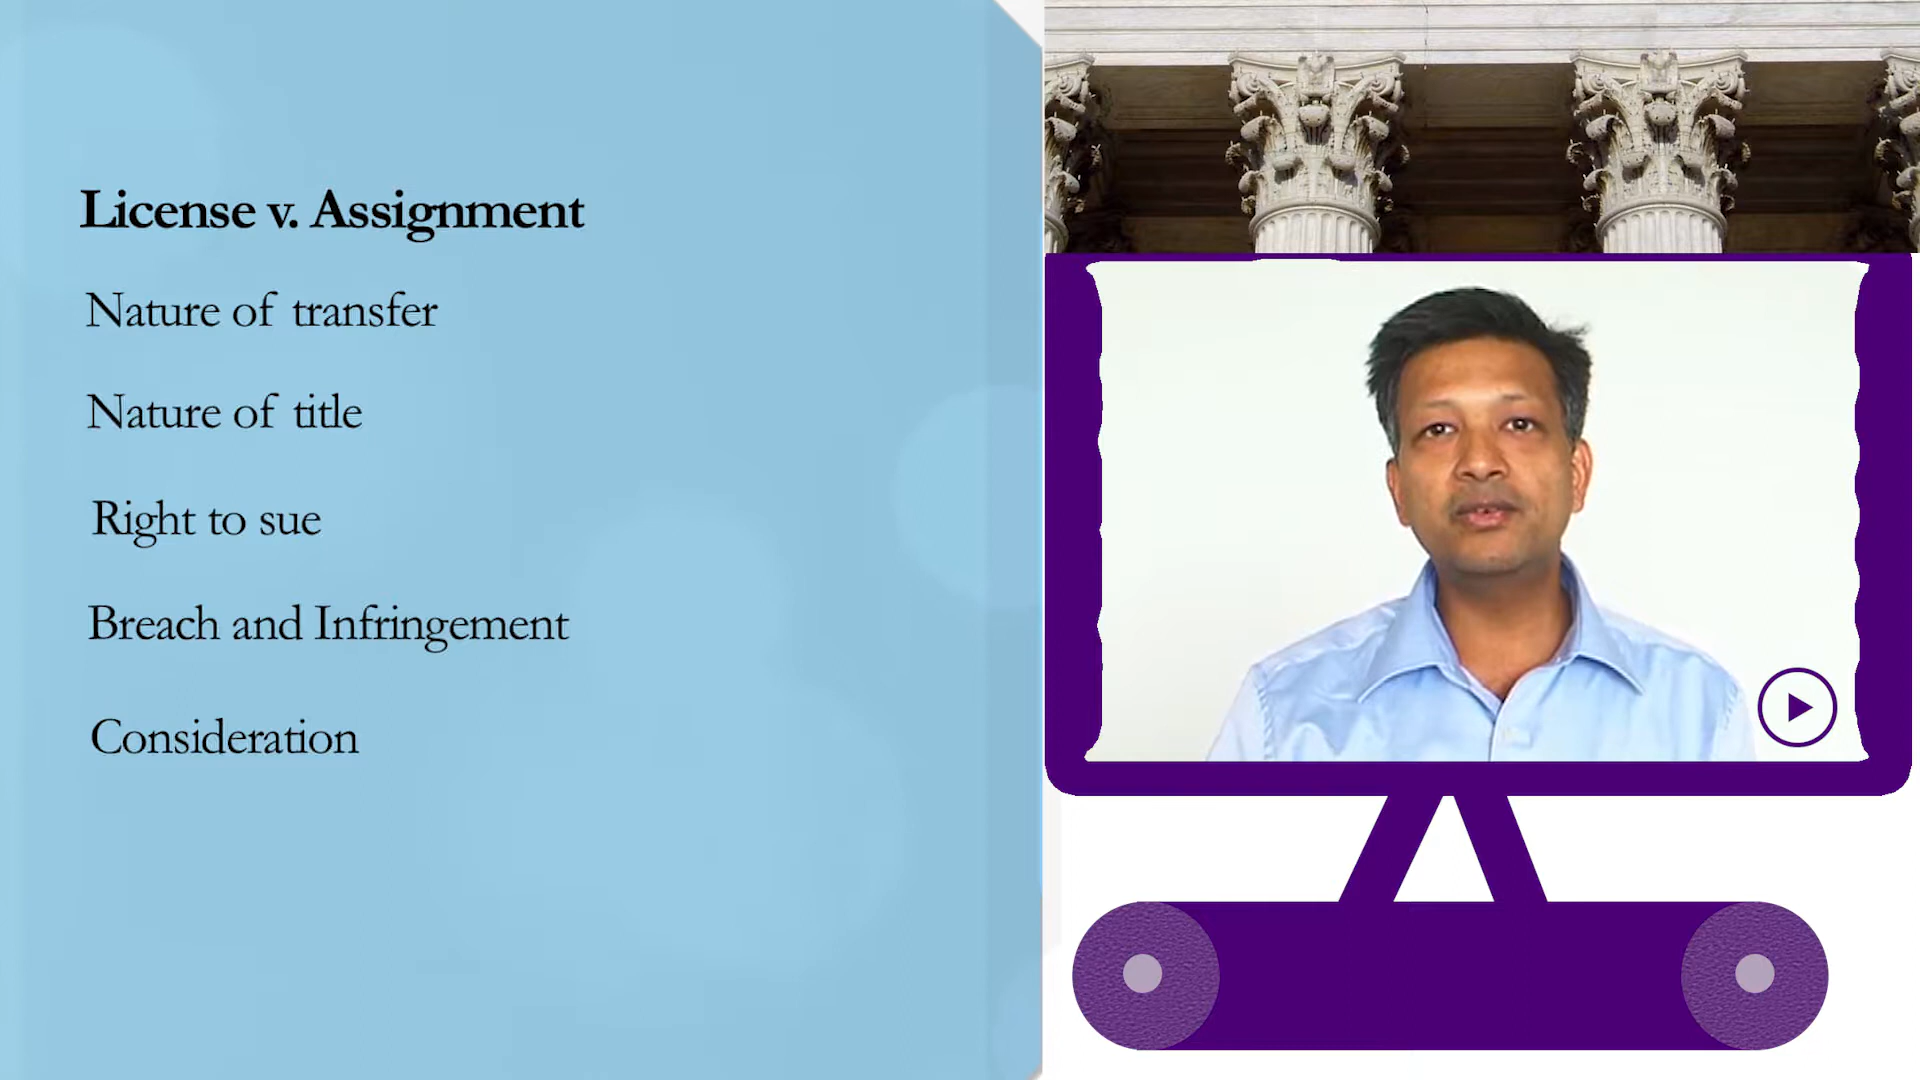 License v. Assignment
Nature of transfer
Nature of title
Right to sue
Breach and Infringement
Consideration